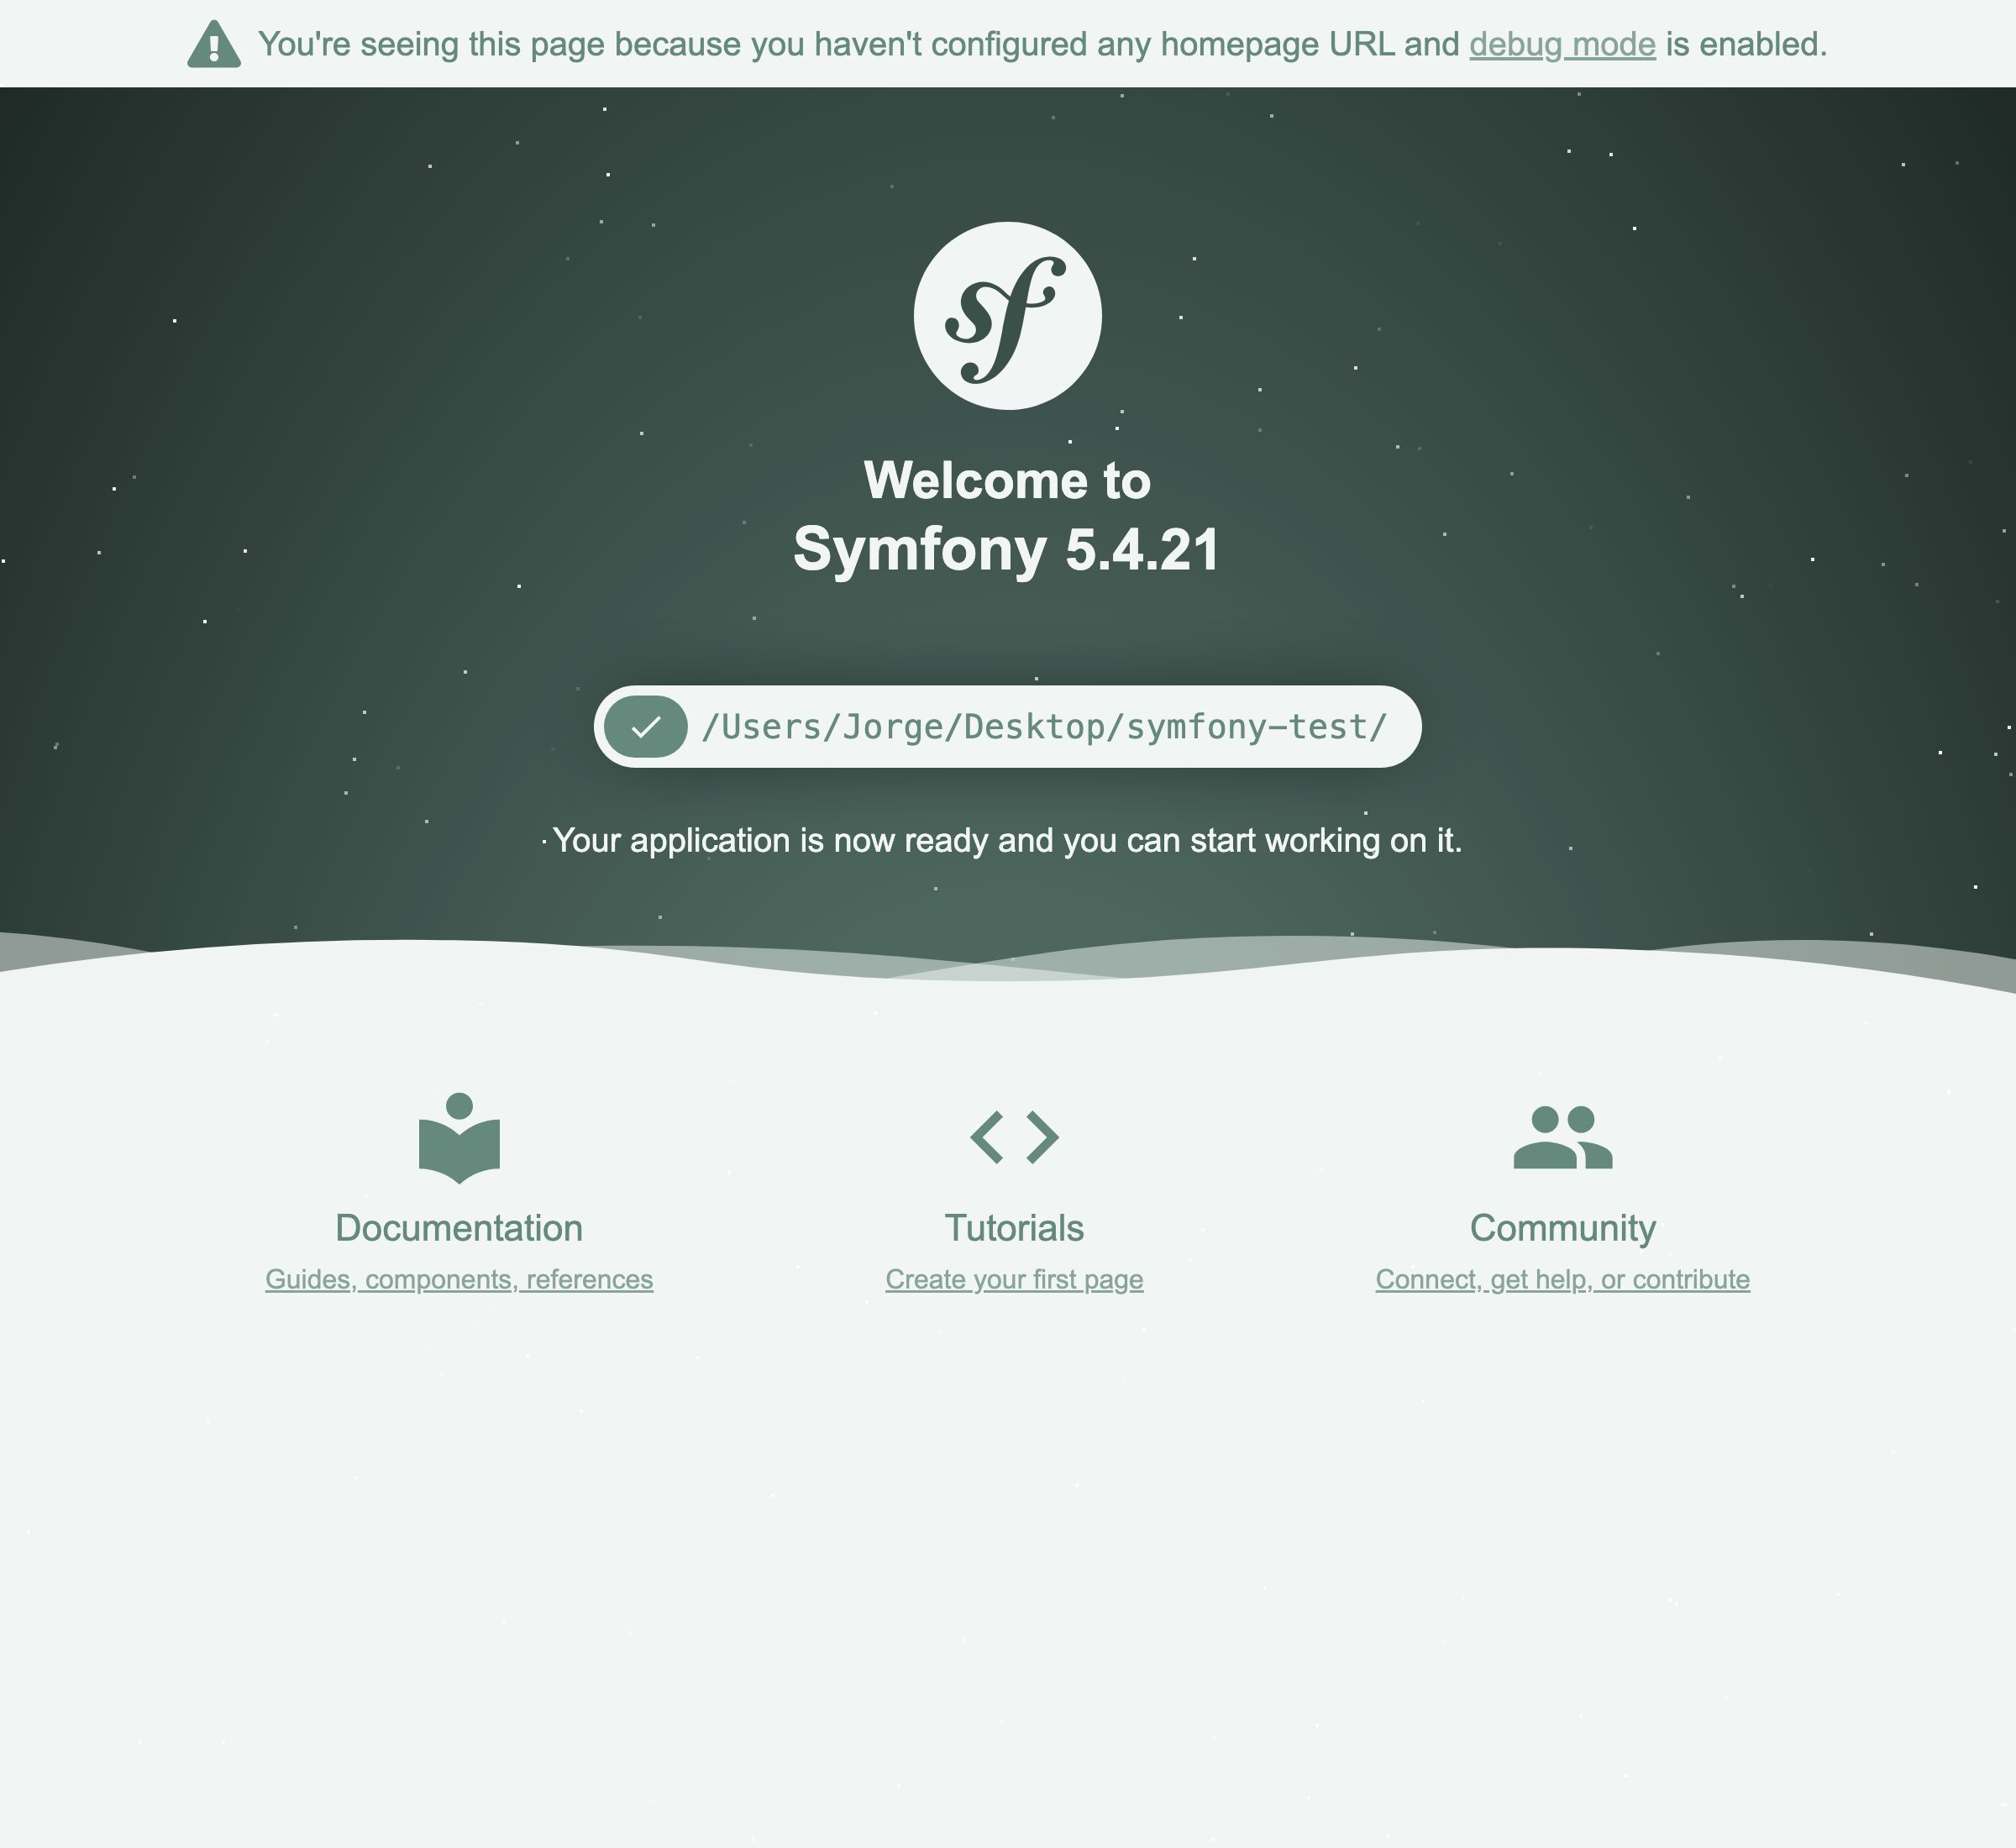 You're seeing this page because you haven't configured any homepage URL and debug mode is enabled.
sf
Welcome to
Symfony 5.4.21
/Users/Jorge/Desktop/symfony-test/
Your application is now ready and you can start working on it.
Documentation
Guides, components, references
Tutorials
Create your first page
Community
Connect, get help, or contribute